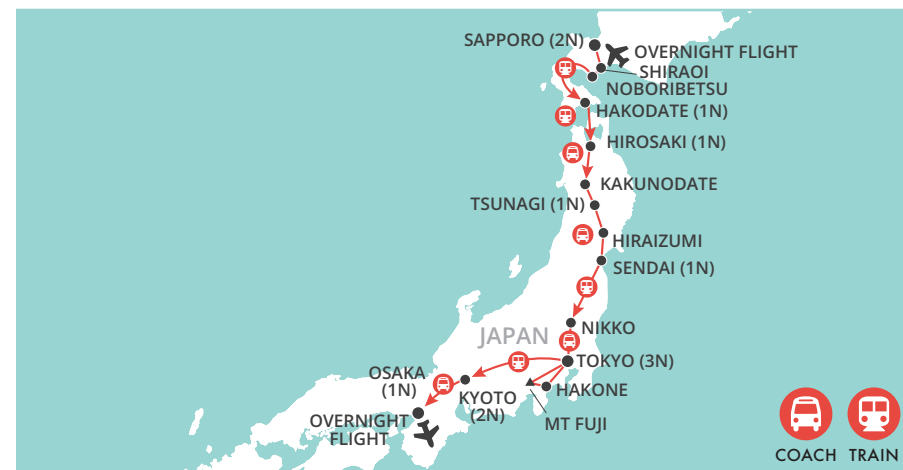 SAPPORO (2N)
OVERNIGHT FLIGHT
SHIRAOI
NOBORIBETSU
HAKODATE (1N)
HIROSAKI (1N)
KAKUNODATE
TSUNAGI (1N)
HIRAIZUMI
SENDAI (1N)
NIKKO
JAPAN
TOKYO (3N)
OSAKA
(1N)
HAKONE
KYOTO
(2N)
MT FUJI
OVERNIGHT
FLIGHT
COACH
TRAIN